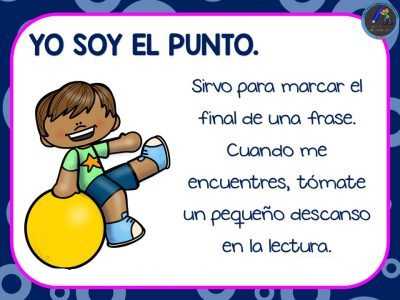 YO SOY EL PUNTO.
Sirvo para marcar el
final de una frase.
Cuando me
encuentres, tómate
un pequeño descanso
en la lectura.